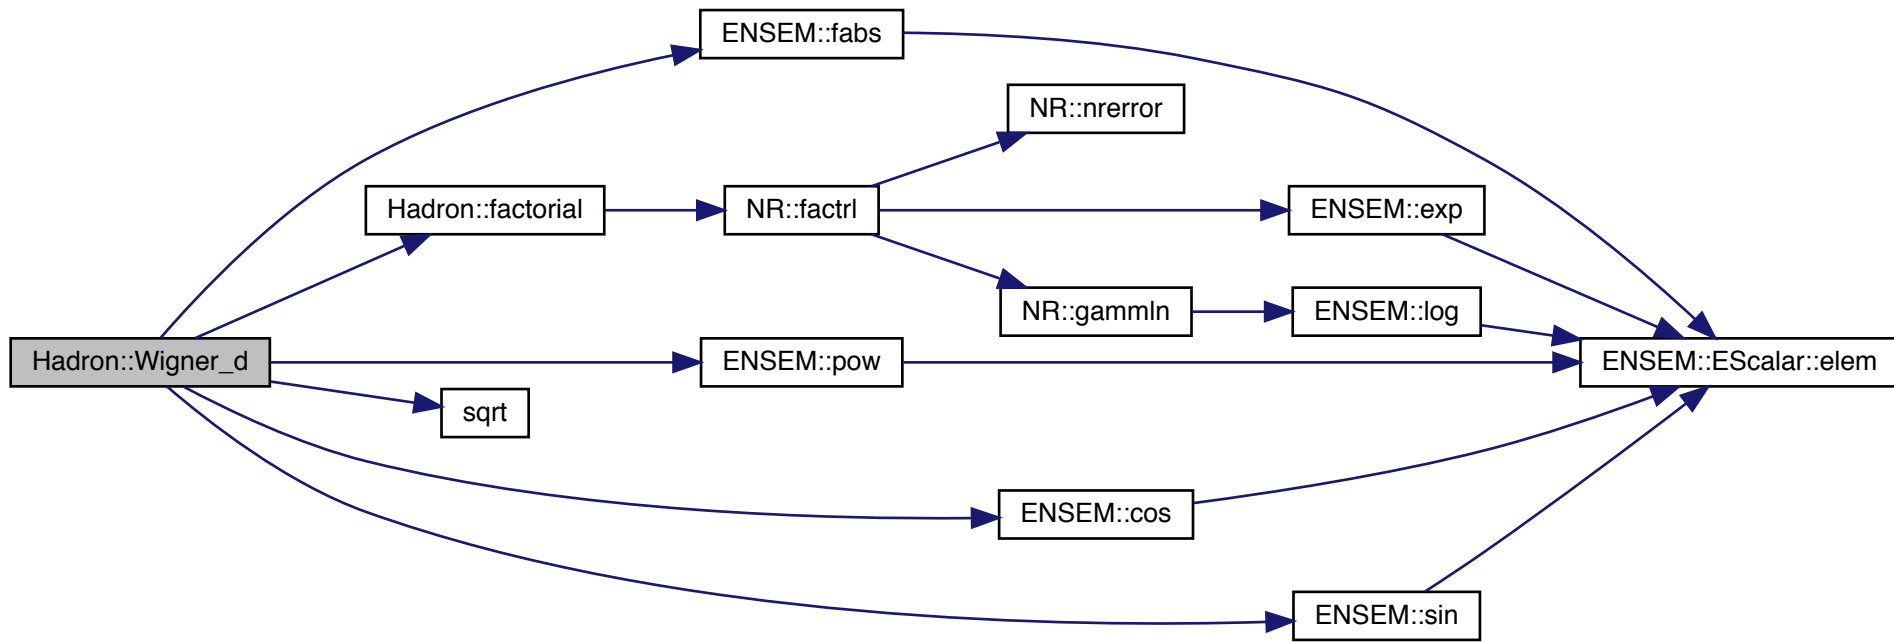 ENSEM::fabs
NR::nrerror
Hadron::factorial
NR::factrl
ENSEM::exp
NR::gammln
ENSEM::log
Hadron::Wigner_d
ENSEM::pow
ENSEM::EScalar::elem
sqrt
ENSEM::cos
ENSEM::sin